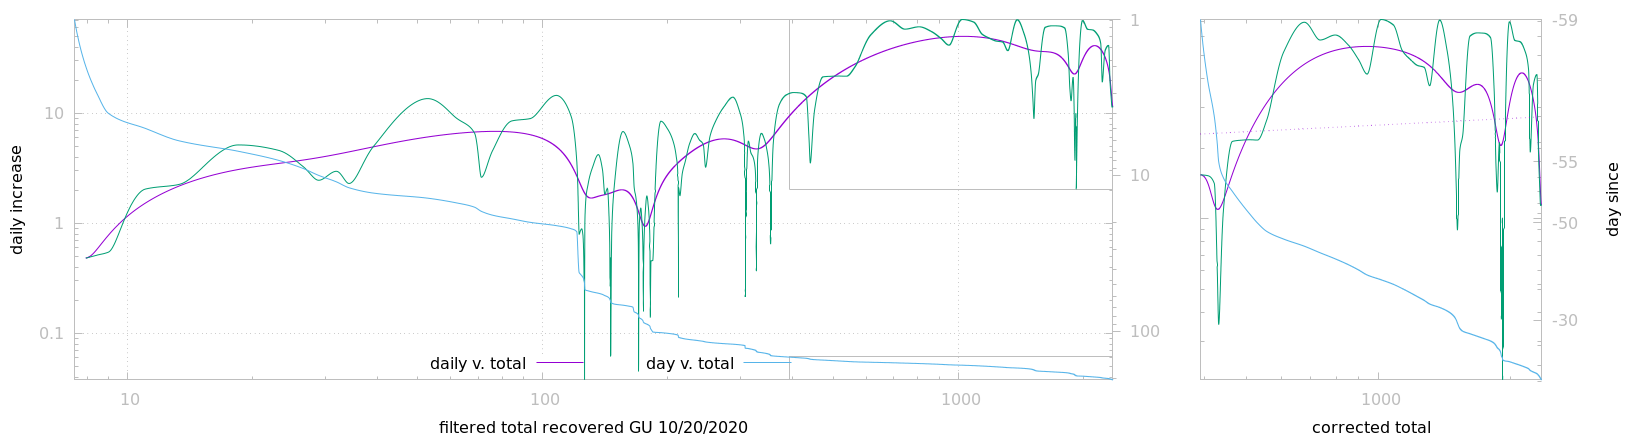 1
-59
10
-55
daily increase
10
day since
1
-50
0.1
100
-30
daily v. total
day v. total
10
100
1000
1000
filtered total recovered GU 10/20/2020
corrected total